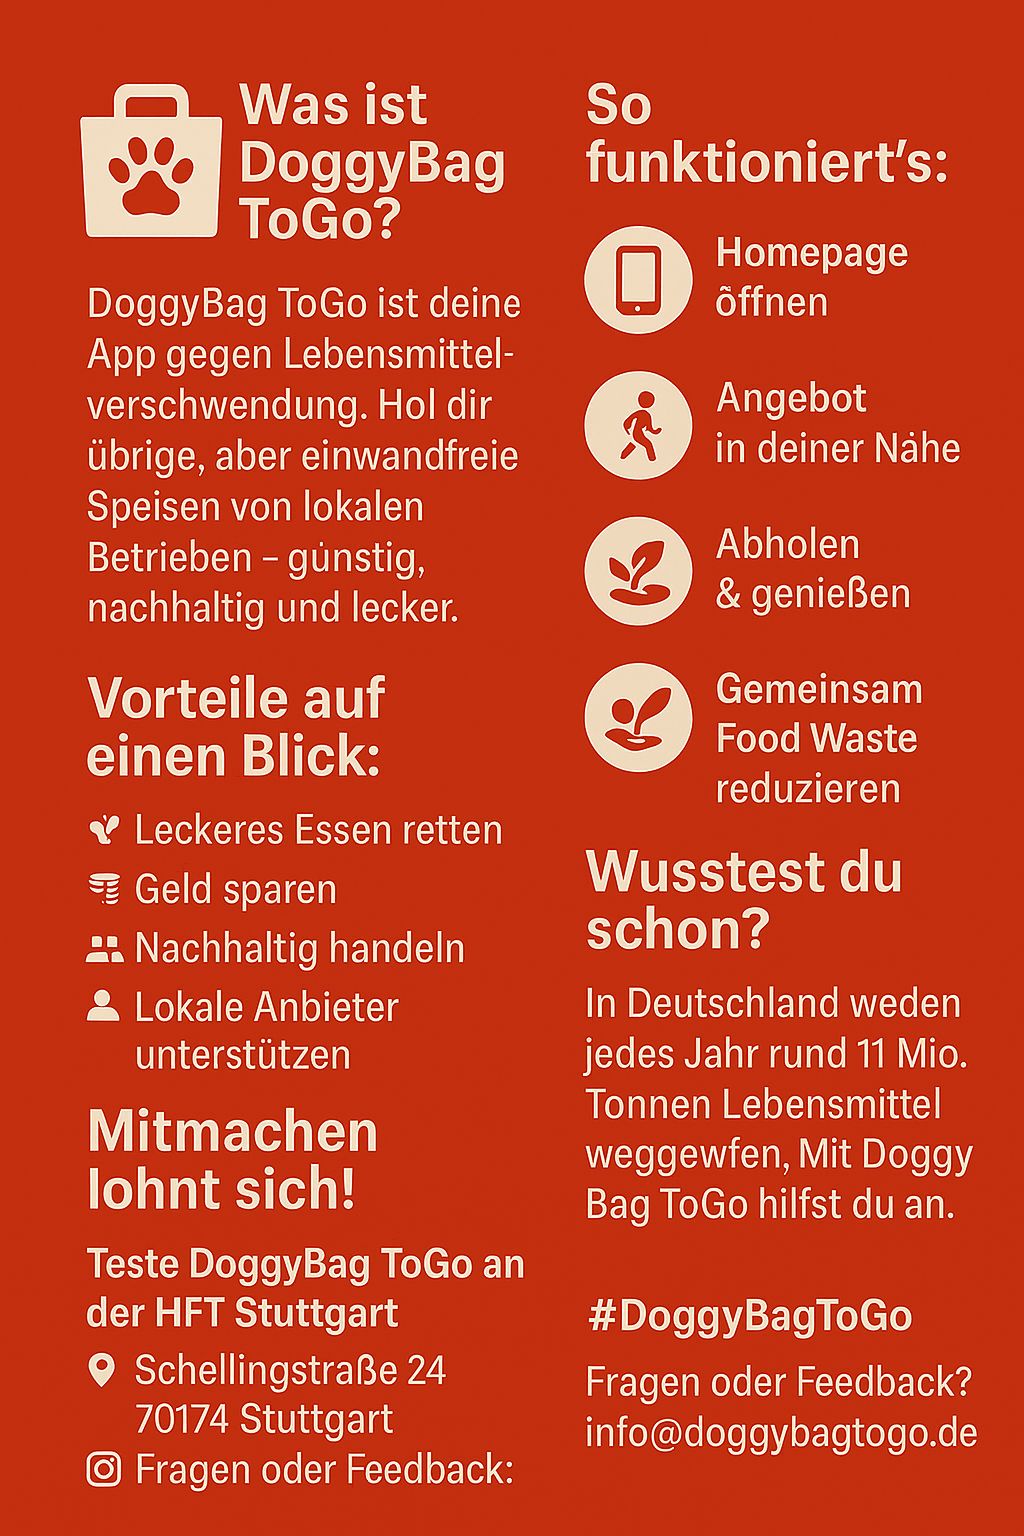 Was ist
DoggyBag
ToGo?
DoggyBag ToGo ist deine
App gegen Lebensmittel-
verschwendung. Hol dir
übrige, aber einwandfreie
Speisen von lokalen
Betrieben – günstig,
nachhaltig und lecker.
Vorteile auf
einen Blick:
Leckeres Essen retten
Geld sparen
Nachhaltig handeln
Lokale Anbieter
unterstützen
Mitmachen
lohnt sich!
Teste DoggyBag ToGo an
der HFT Stuttgart
Schellingstraße 24
70174 Stuttgart
Fragen oder Feedback:
So
funktioniert's:
Homepage
öffnen
Angebot
in deiner Nähe
Abholen
& genießen
Gemeinsam
Food Waste
reduzieren
Wusstest du
schon?
In Deutschland weden
jedes Jahr rund 11 Mio.
Tonnen Lebensmittel
weggewfen, Mit Doggy
Bag ToGo hilfst du an.
#DoggyBagToGo
Fragen oder Feedback?
info@doggybagtogo.de